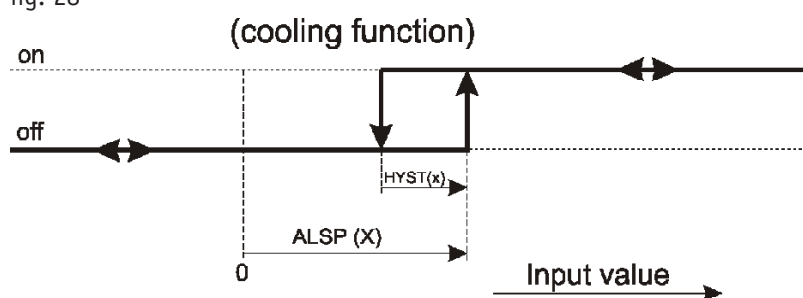 fig. 28
(cooling function)
on
off
HYST(x)
ALSP (X)
0
Input value